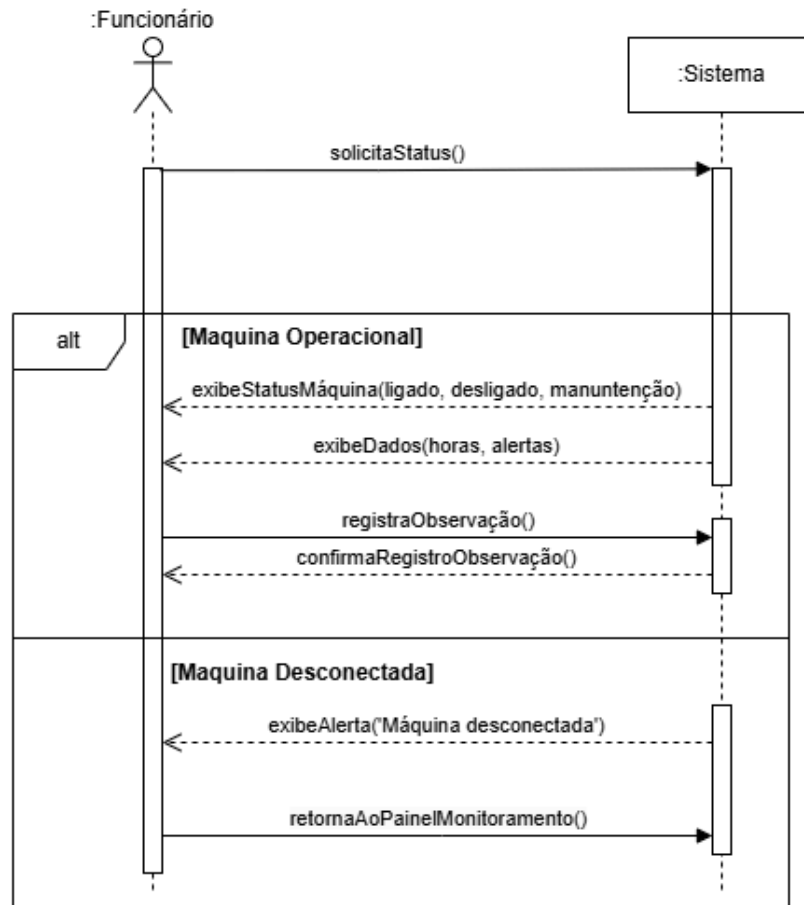 :Funcionário
:Sistema
solicitaStatus()
alt
[Maquina Operacional]
exibeStatusMáquina(ligado, desligado, manuntenção)
exibeDados(horas, alertas)
registraObservação()
confirmaRegistroObservação()
[Maquina Desconectada]
exibeAlerta('Máquina desconectada')
retornaAoPainelMonitoramento()